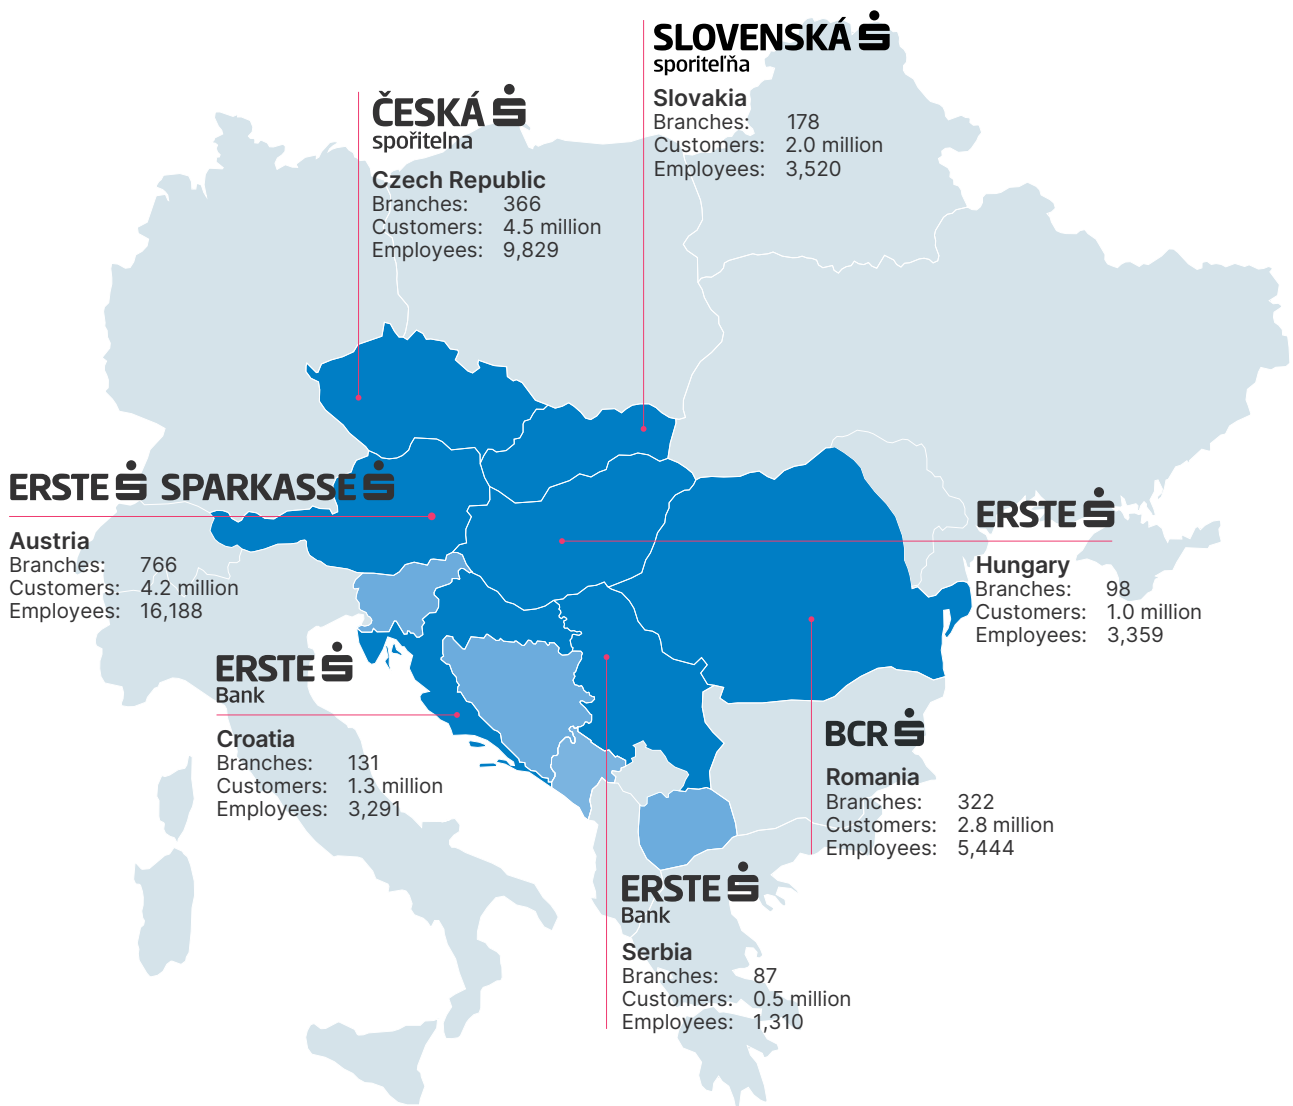 SLOVENSKÁ
sporiteľňa
Slovakia
Branches: 178
Customers: 2.0 million
Employees: 3,520
ČESKÁ
spořitelna
Czech Republic
Branches: 366
Customers: 4.5 million
Employees: 9,829
ERSTE SPARKASSE
Austria
Branches: 766
Customers: 4.2 million
Employees: 16,188
ERSTE
Hungary
Branches: 98
Customers: 1.0 million
Employees: 3,359
ERSTE
Bank
Croatia
Branches: 131
Customers: 1.3 million
Employees: 3,291
BCR
Romania
Branches: 322
Customers: 2.8 million
Employees: 5,444
ERSTE
Bank
Serbia
Branches: 87
Customers: 0.5 million
Employees: 1,310